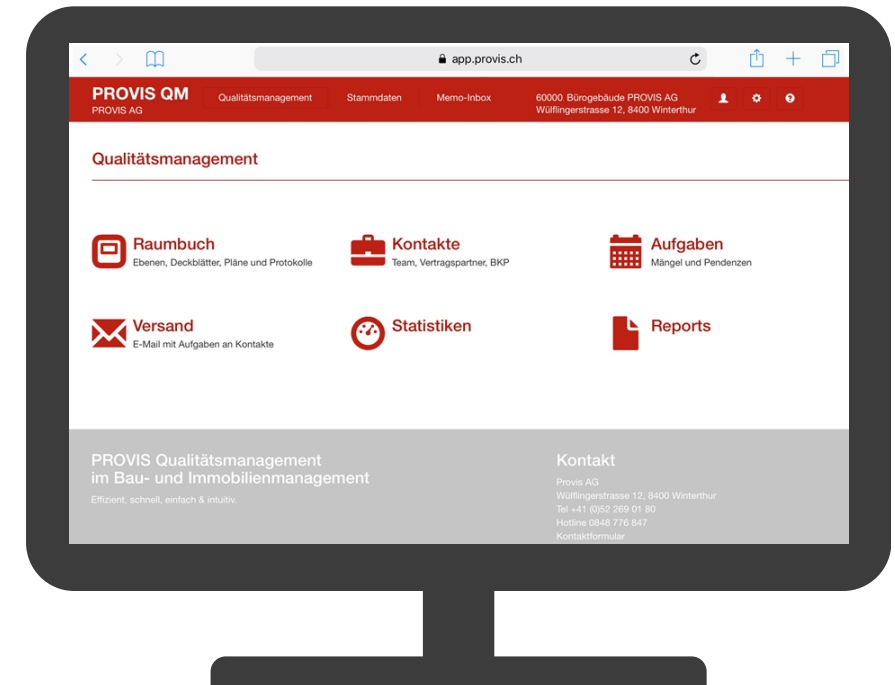 app.provis.ch
PROVIS QM
PROVIS AG
Qualitätsmanagement
Stammdaten
Memo-Inbox
60000. Bürogebäude PROVIS AG
Wülflingerstrasse 12, 8400 Winterthur
Qualitätsmanagement
Raumbuch
Ebenen, Deckblätter, Pläne und Protokolle
Kontakte
Team, Vertragspartner, BKP
Aufgaben
Mängel und Pendenzen
Versand
E-Mail mit Aufgaben an Kontakte
Statistiken
Reports
PROVIS Qualitätsmanagement
im Bau- und Immobilienmanagement
Effizient, schnell, einfach & intuitiv.
Kontakt
Provis AG
Wülflingerstrasse 12, 8400 Winterthur
Tel +41 (0)52 269 01 80
Hotline 0848 776 847
Kontaktformular